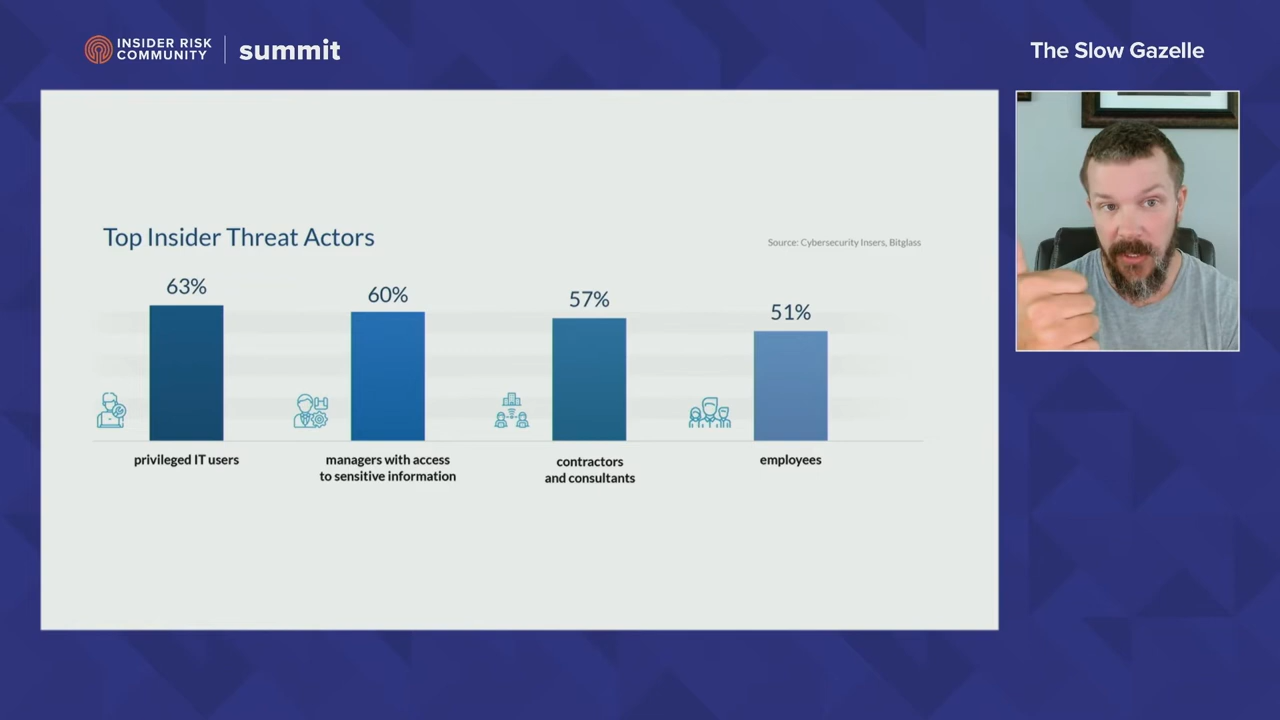 INSIDER RISK
COMMUNITY
summit
The Slow Gazelle
Top Insider Threat Actors
Source: Cybersecurity Insers, Bitglass
63%
60%
57%
51%
privileged IT users
managers with access
to sensitive information
contractors
and consultants
employees